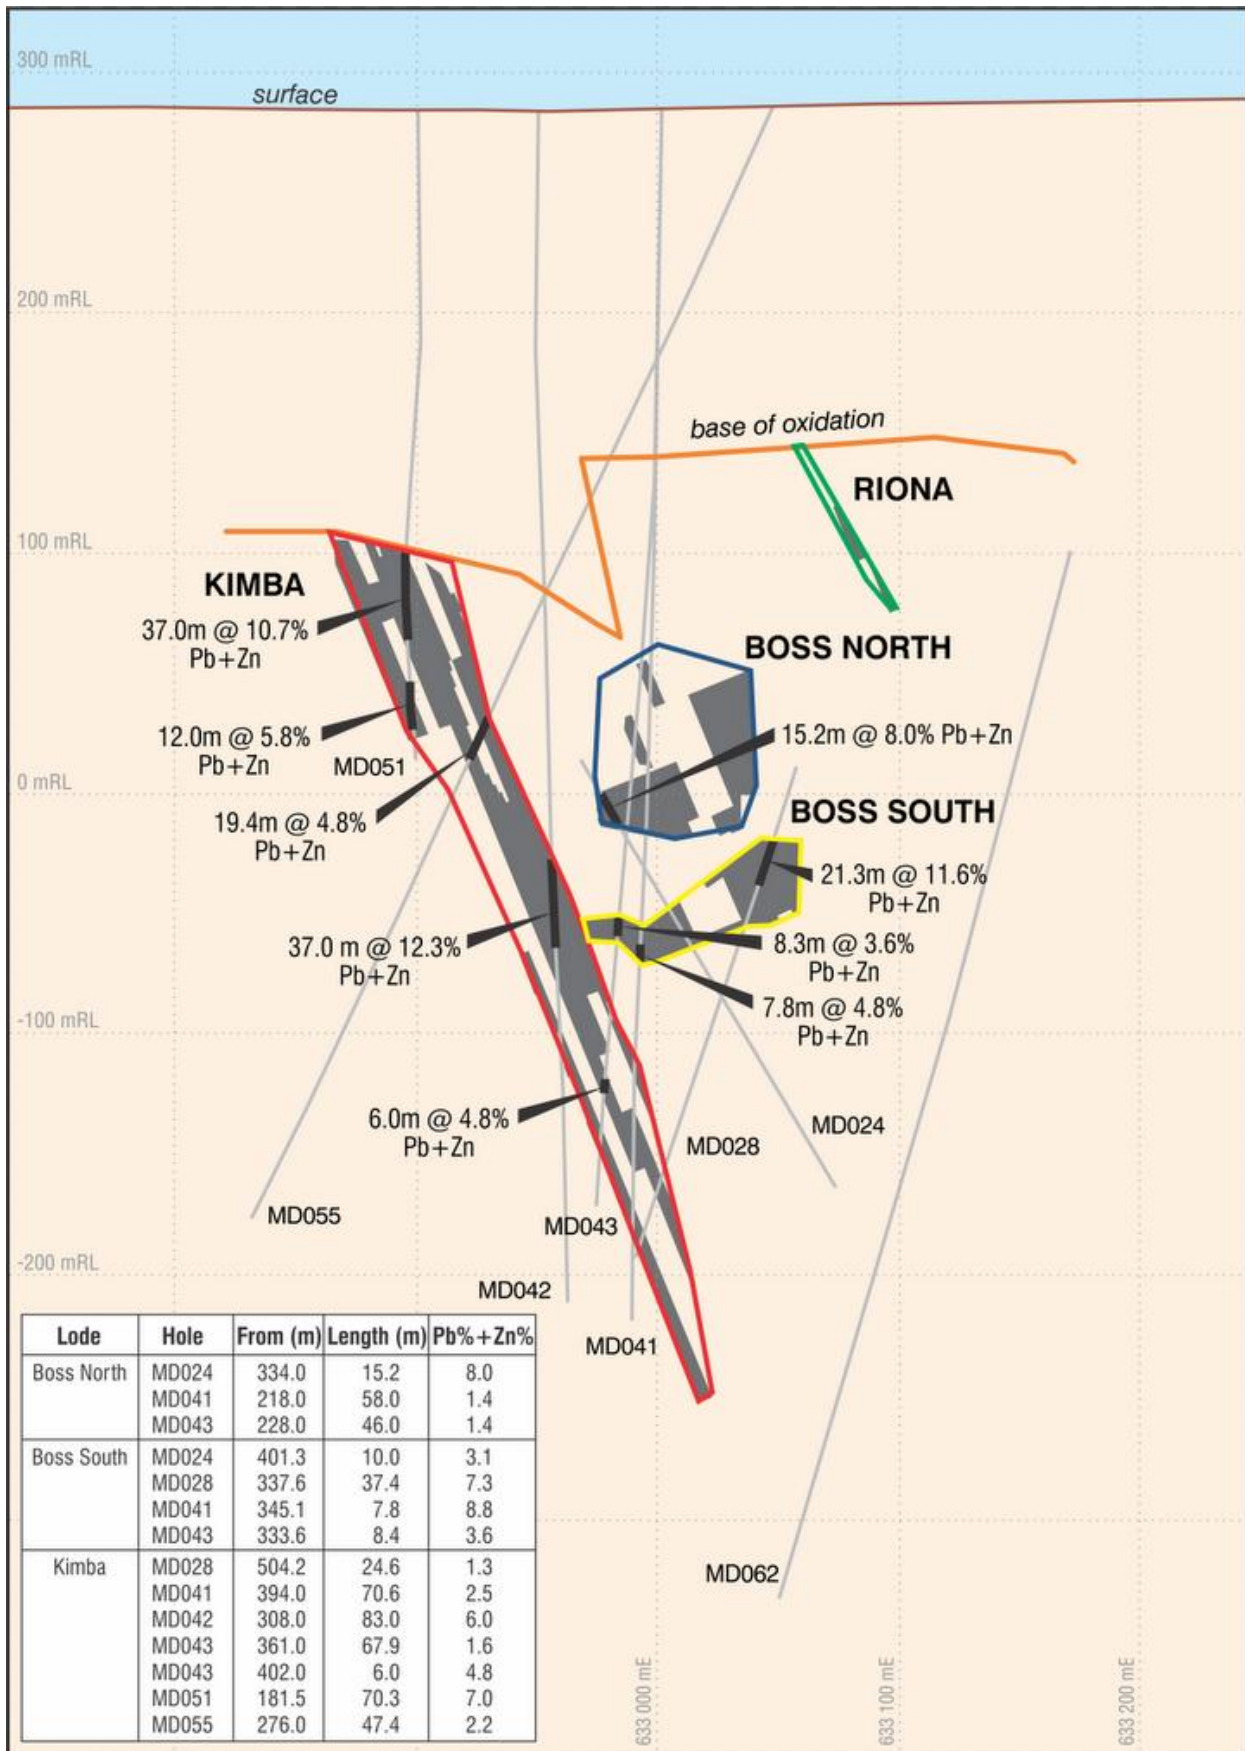 300 mRL
surface
200 mRL
base of oxidation
RIONA
100 mRL
KIMBA
37.0m @ 10.7%
Pb+Zn
BOSS NORTH
15.2m @ 8.0% Pb+Zn
12.0m @ 5.8%
Pb+Zn
MD051
0 mRL
BOSS SOUTH
19.4m @ 4.8%
Pb+Zn
21.3m @ 11.6%
Pb+Zn
37.0 m @ 12.3%
Pb+Zn
8.3m @ 3.6%
Pb+Zn
7.8m @ 4.8%
Pb+Zn
-100 mRL
6.0m @ 4.8%
Pb+Zn
MD024
MD028
MD055
MD043
-200 mRL
MD042
MD041
Lode Hole From (m) Length (m) Pb%+Zn%
Boss North MD024 334.0 15.2 8.0
MD041 218.0 58.0 1.4
MD043 228.0 46.0 1.4
Boss South MD024 401.3 10.0 3.1
MD028 337.6 37.4 7.3
MD041 345.1 7.8 8.8
MD043 333.6 8.4 3.6
Kimba MD028 504.2 24.6 1.3
MD041 394.0 70.6 2.5
MD042 308.0 83.0 6.0
MD043 361.0 67.9 1.6
MD043 402.0 6.0 4.8
MD051 181.5 70.3 7.0
MD055 276.0 47.4 2.2
MD062
633 000 mE
633 100 mE
633 200 mE